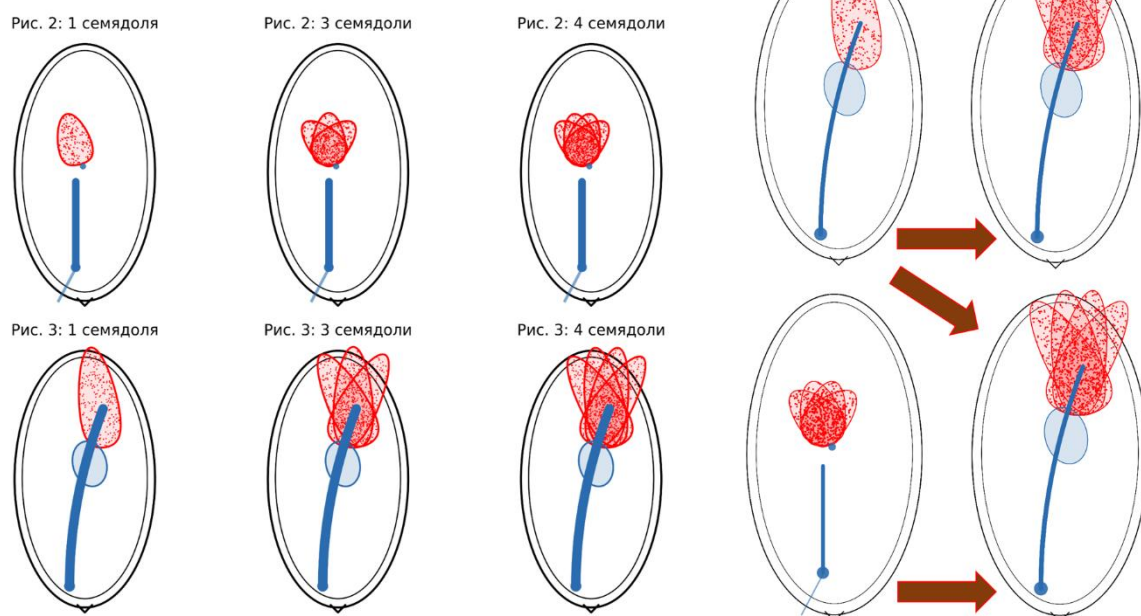 Рис. 2: 1 семядоля
Рис. 2: 3 семядоли
Рис. 2: 4 семядоли
Рис. 3: 1 семядоля
Рис. 3: 3 семядоли
Рис. 3: 4 семядоли